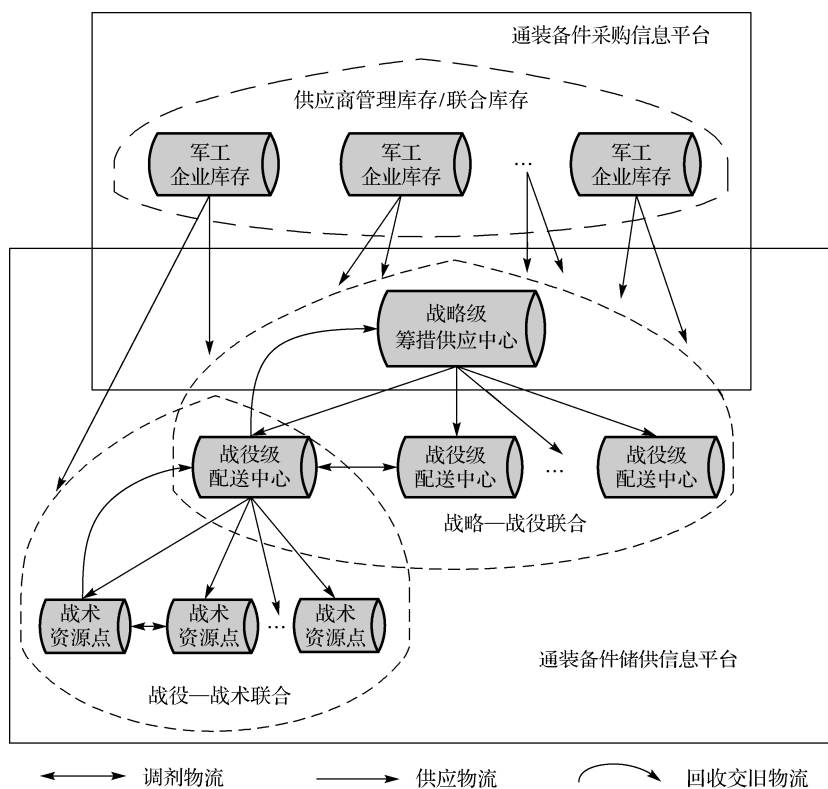 通装备件采购信息平台
供应商管理库存/联合库存
军工
企业库存
军工
企业库存
…
军工
企业库存
战略级
筹措供应中心
战役级
配送中心
战役级
配送中心
…
战役级
配送中心
战略—战役联合
战术
资源点
战术
资源点
…
战术
资源点
通装备件储供信息平台
战役—战术联合
调剂物流
供应物流
回收交旧物流